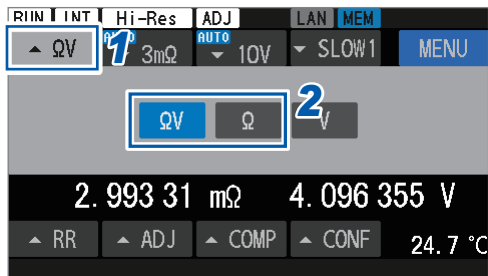 RUN INT Hi-Res ADJ LAN MEM
▲ ΩV 1 AUTO ▼ 3mΩ AUTO ▼ 10V ▼ SLOW1 MENU
ΩV Ω V 2
2.993 31 mΩ 4.096 355 V
▲ RR ▲ ADJ ▲ COMP ▲ CONF 24.7 °C